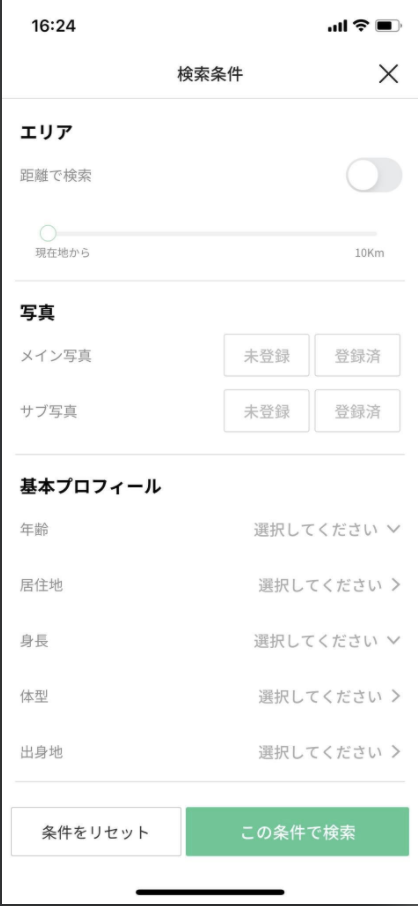 16:24
検索条件
エリア
距離で検索
現在地から 10Km
写真
メイン写真 未登録 登録済
サブ写真 未登録 登録済
基本プロフィール
年齢 選択してください
居住地 選択してください
身長 選択してください
体型 選択してください
出身地 選択してください
条件をリセット この条件で検索